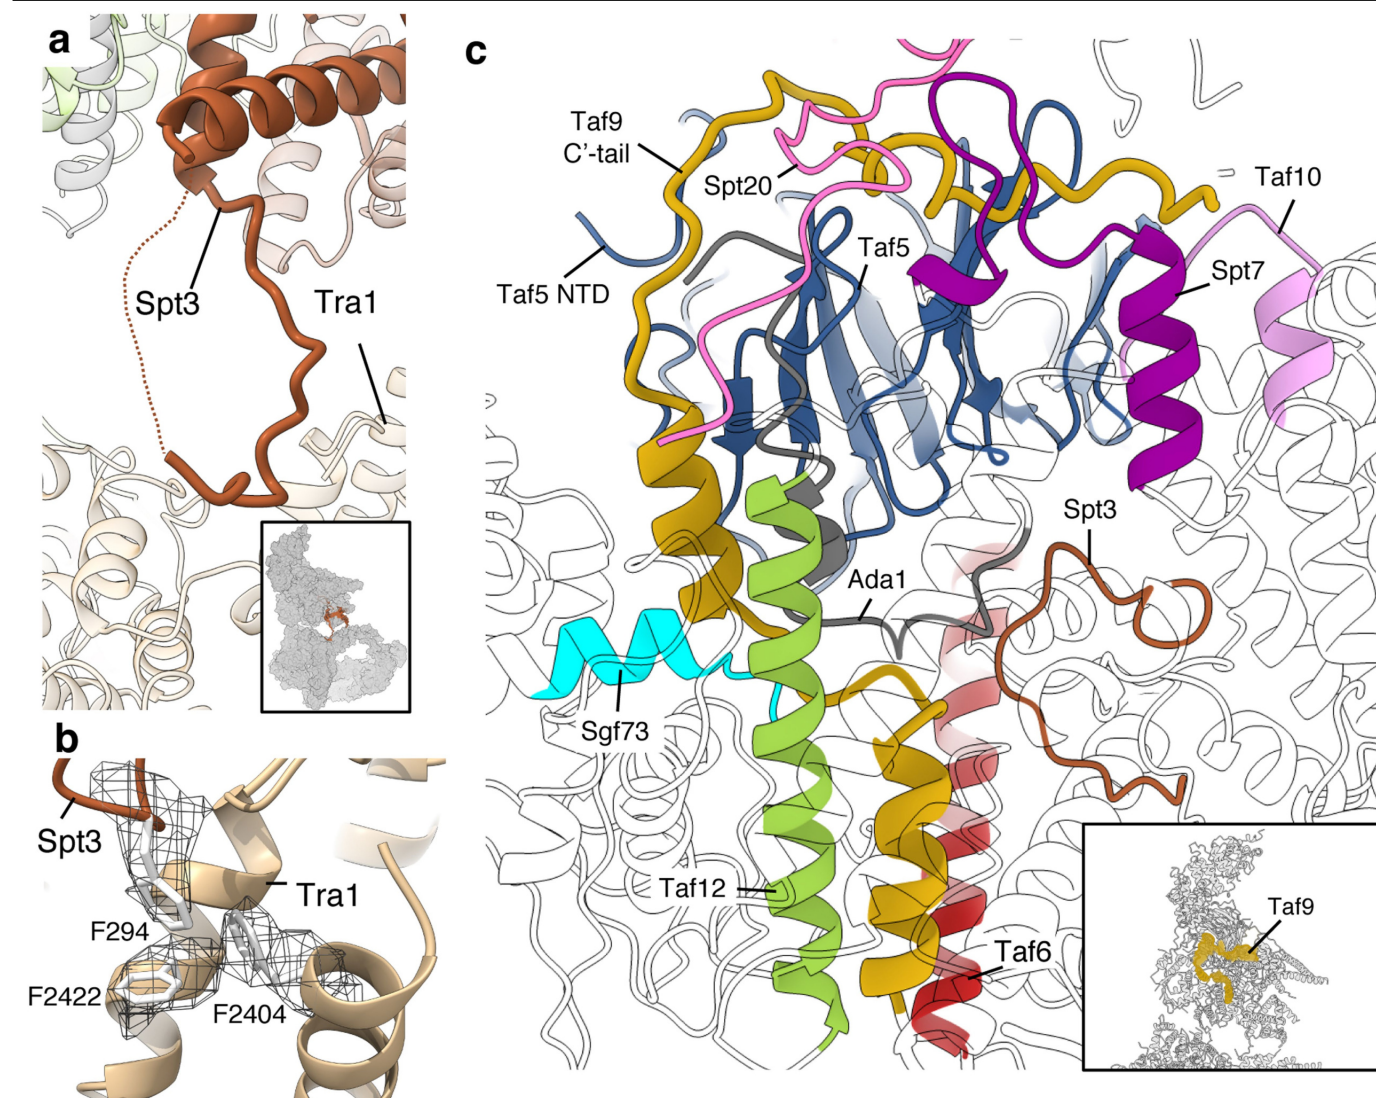 a
Spt3
Tra1
b
Spt3
Tra1
F294
F2422
F2404
c
Taf9
C’-tail
Spt20
Taf10
Taf5
Spt7
Taf5 NTD
Spt3
Ada1
Sgf73
Taf12
Taf6
Taf9